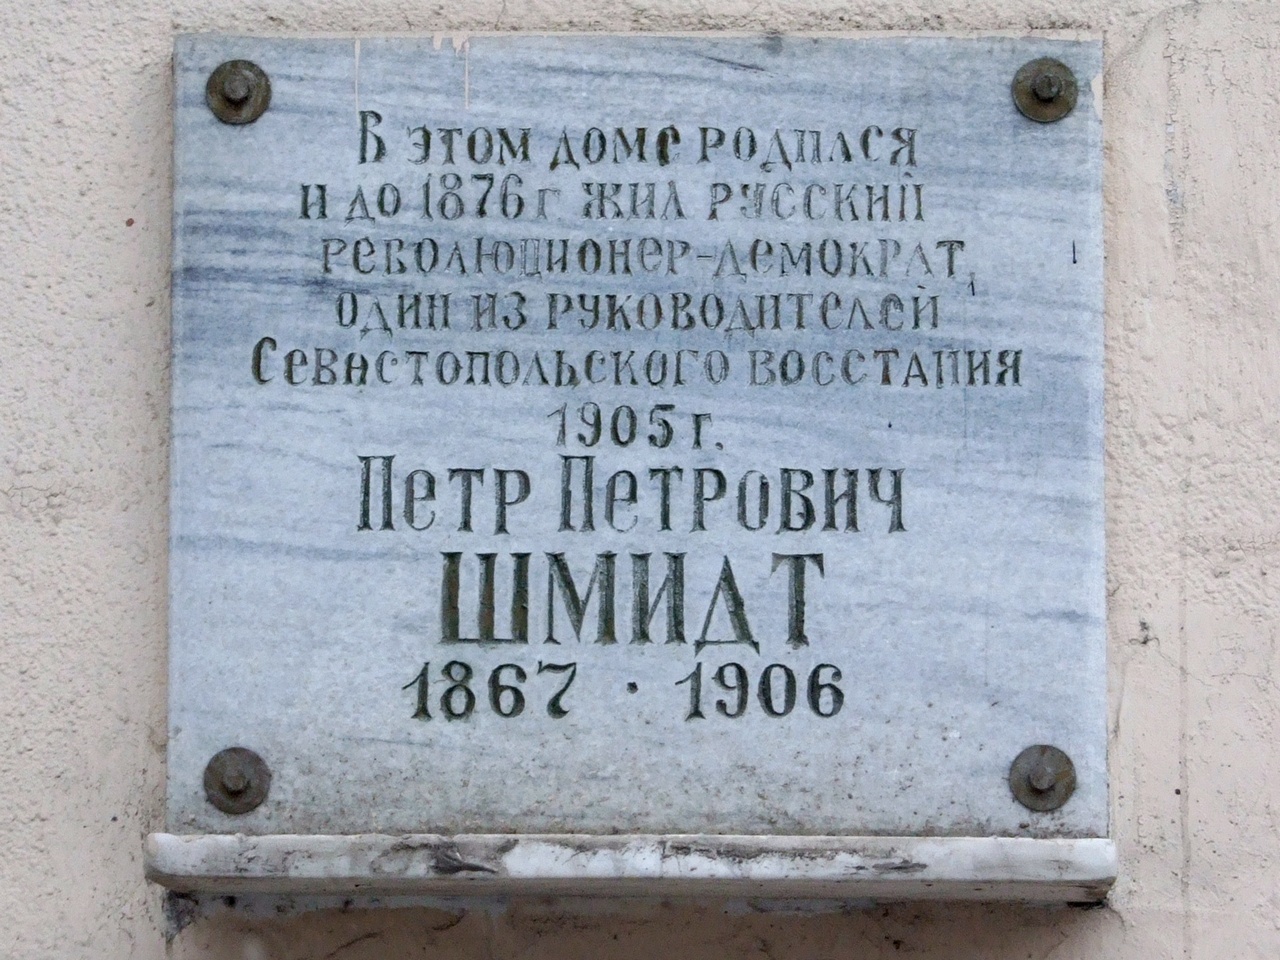 В этом доме родился
и до 1876 г. жил русский
революционер-демократ,
один из руководителей
Севастопольского восстания
1905 г.
Петр Петрович
ШМИДТ
1867 · 1906